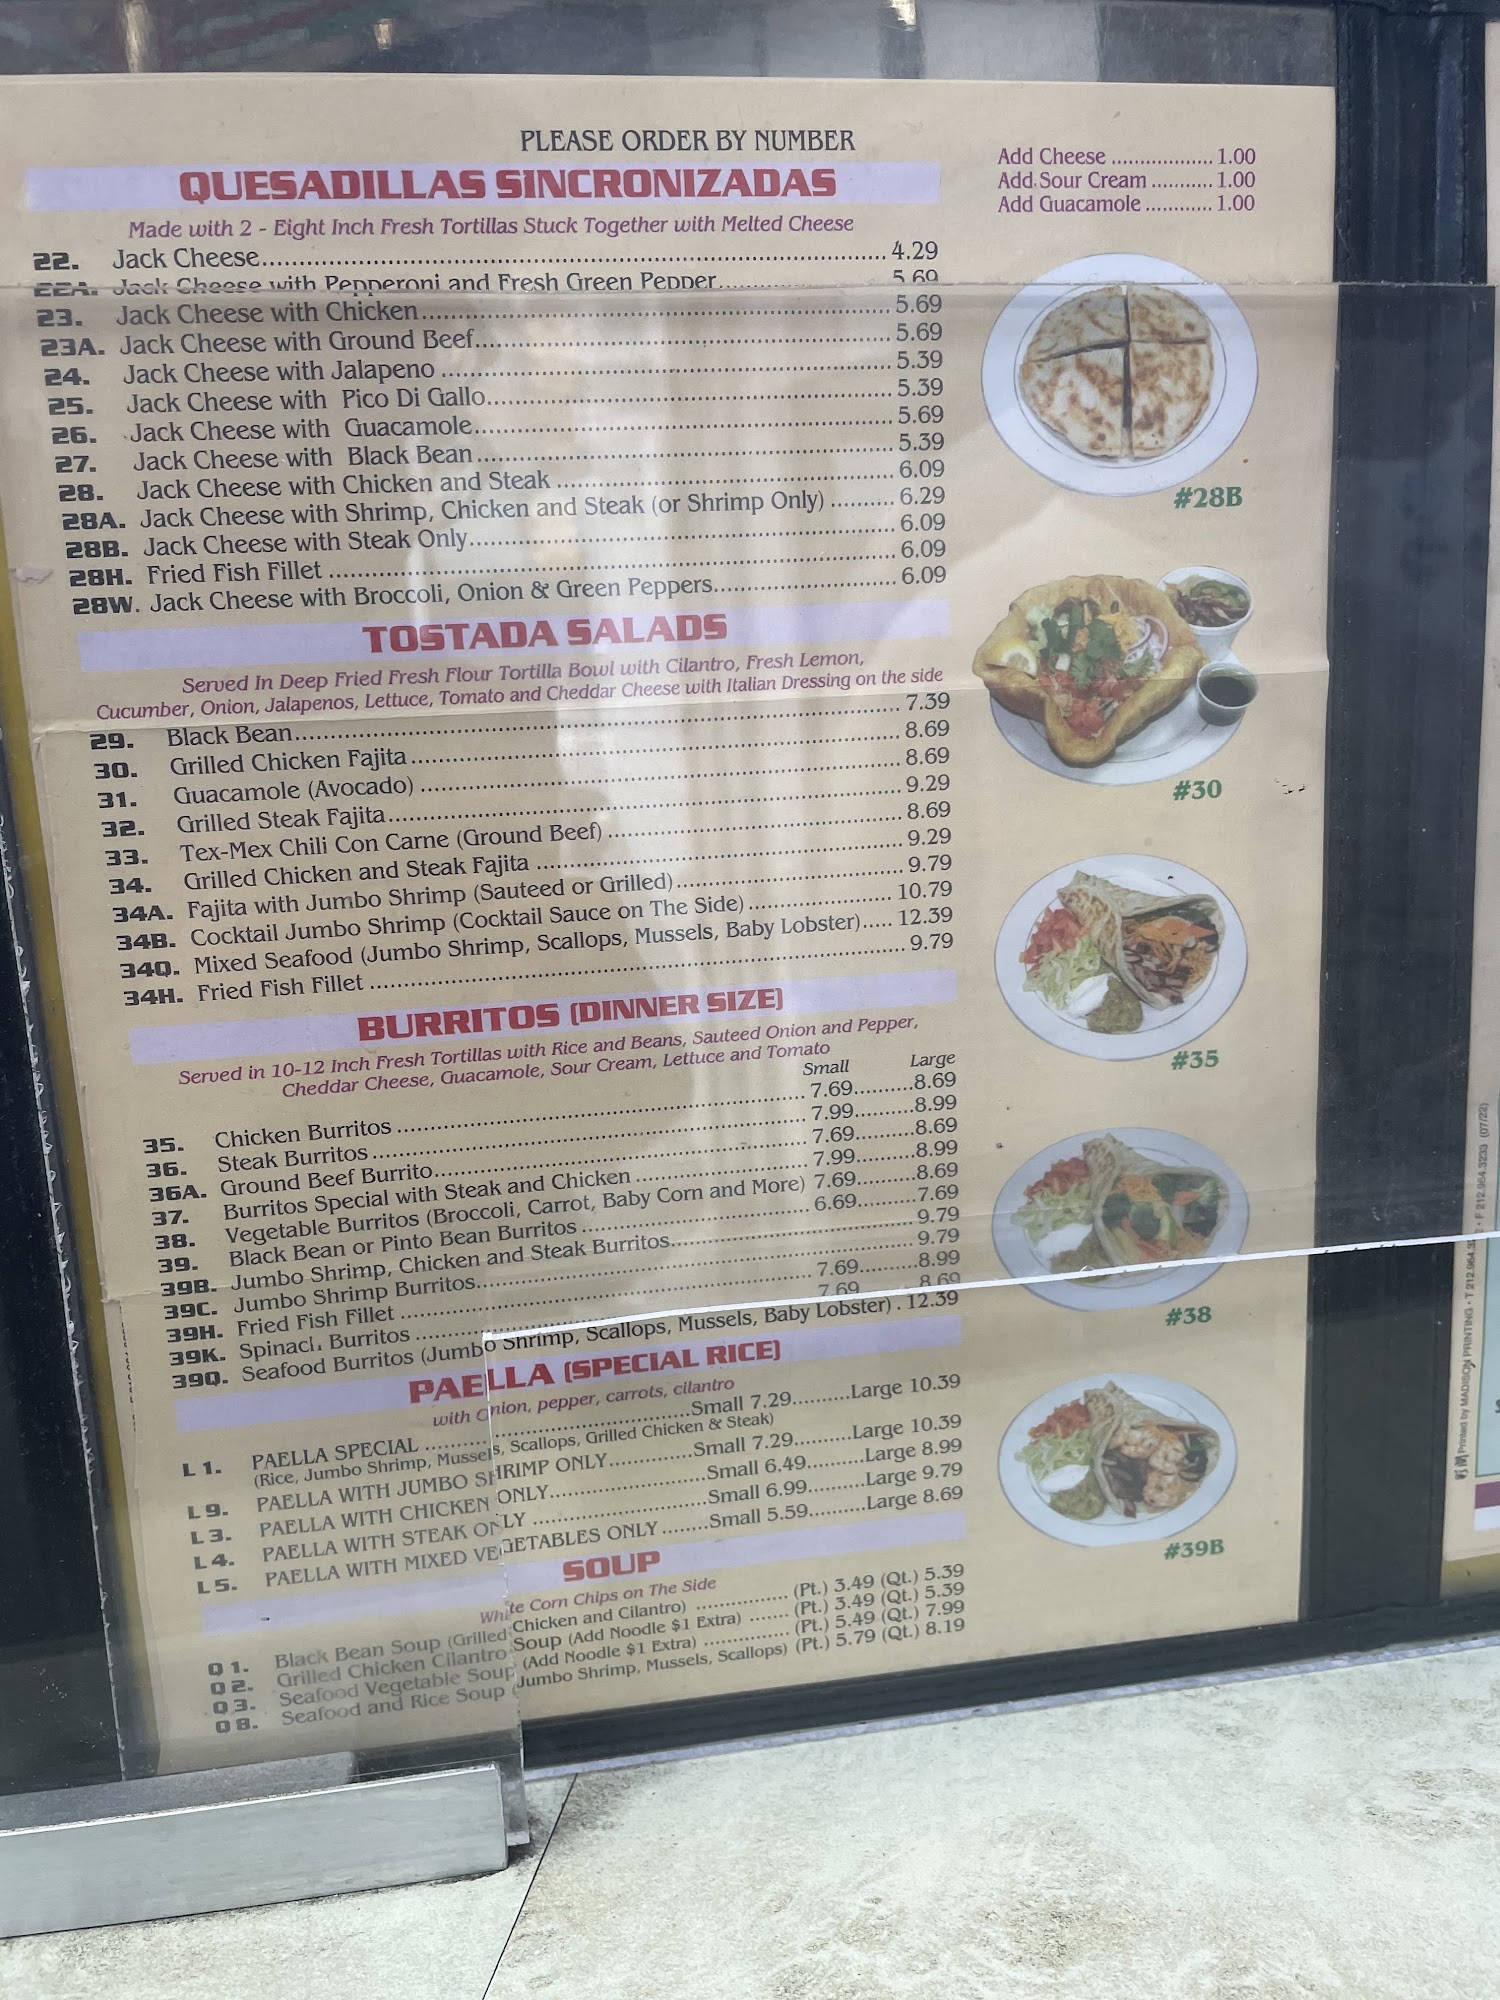 PLEASE ORDER BY NUMBER
QUESADILLAS SINCRONIZADAS
Made with 2 - Eight Inch Fresh Tortillas Stuck Together with Melted Cheese
22. Jack Cheese 4.29
22A. Jack Cheese with Pepperoni and Fresh Green Pepper 5.69
23. Jack Cheese with Chicken 5.69
23A. Jack Cheese with Ground Beef 5.69
24. Jack Cheese with Jalapeno 5.39
25. Jack Cheese with Pico Di Gallo 5.39
26. Jack Cheese with Guacamole 5.69
27. Jack Cheese with Black Bean 5.39
28. Jack Cheese with Chicken and Steak 6.09
28A. Jack Cheese with Shrimp, Chicken and Steak (or Shrimp Only) 6.29
28B. Jack Cheese with Steak Only 6.09
28H. Fried Fish Fillet 6.09
28W. Jack Cheese with Broccoli, Onion & Green Peppers 6.09
TOSTADA SALADS
Served In Deep Fried Fresh Flour Tortilla Bowl with Cilantro, Fresh Lemon,
Cucumber, Onion, Jalapenos, Lettuce, Tomato and Cheddar Cheese with Italian Dressing on the side
29. Black Bean 7.39
30. Grilled Chicken Fajita 8.69
31. Guacamole (Avocado) 8.69
32. Grilled Steak Fajita 9.29
33. Tex-Mex Chili Con Carne (Ground Beef) 8.69
34. Grilled Chicken and Steak Fajita 9.29
34A. Fajita with Jumbo Shrimp (Sauteed or Grilled) 9.79
34B. Cocktail Jumbo Shrimp (Cocktail Sauce on The Side) 10.79
34Q. Mixed Seafood (Jumbo Shrimp, Scallops, Mussels, Baby Lobster) 12.39
34H. Fried Fish Fillet 9.79
BURRITOS (DINNER SIZE)
Served in 10-12 Inch Fresh Tortillas with Rice and Beans, Sauteed Onion and Pepper,
Cheddar Cheese, Guacamole, Sour Cream, Lettuce and Tomato
Small Large
35. Chicken Burritos 7.69 8.69
36. Steak Burritos 7.99 8.99
36A. Ground Beef Burrito 7.69 8.69
37. Burritos Special with Steak and Chicken 7.99 8.99
38. Vegetable Burritos (Broccoli, Carrot, Baby Corn and More) 7.69 8.69
39. Black Bean or Pinto Bean Burritos 6.69 7.69
39B. Jumbo Shrimp, Chicken and Steak Burritos 9.79
39C. Jumbo Shrimp Burritos 9.79
39H. Fried Fish Fillet 7.69 8.99
39K. Spinach Burritos 7.69 8.69
39Q. Seafood Burritos (Jumbo Shrimp, Scallops, Mussels, Baby Lobster) 12.39
PAELLA (SPECIAL RICE)
with Onion, pepper, carrots, cilantro
L 1. PAELLA SPECIAL Small 7.29 Large 10.39
(Rice, Jumbo Shrimp, Mussels, Scallops, Grilled Chicken & Steak)
L 9. PAELLA WITH JUMBO SHRIMP ONLY Small 7.29 Large 10.39
L 3. PAELLA WITH CHICKEN ONLY Small 6.49 Large 8.99
L 4. PAELLA WITH STEAK ONLY Small 6.99 Large 9.79
L 5. PAELLA WITH MIXED VEGETABLES ONLY Small 5.59 Large 8.69
SOUP
White Corn Chips on The Side
Q 1. Black Bean Soup (Grilled Chicken and Cilantro) (Pt.) 3.49 (Qt.) 5.39
Q 2. Grilled Chicken Cilantro Soup (Add Noodle $1 Extra) (Pt.) 3.49 (Qt.) 5.39
Q 3. Seafood Vegetable Soup (Add Noodle $1 Extra) (Pt.) 5.49 (Qt.) 7.99
Q 8. Seafood and Rice Soup (Jumbo Shrimp, Mussels, Scallops) (Pt.) 5.79 (Qt.) 8.19
Add Cheese 1.00
Add Sour Cream 1.00
Add Guacamole 1.00
#28B
#30
#35
#38
#39B
Printed by MADISON PRINTING • T 212.964.3 • F 212.964.3233 (07/22)